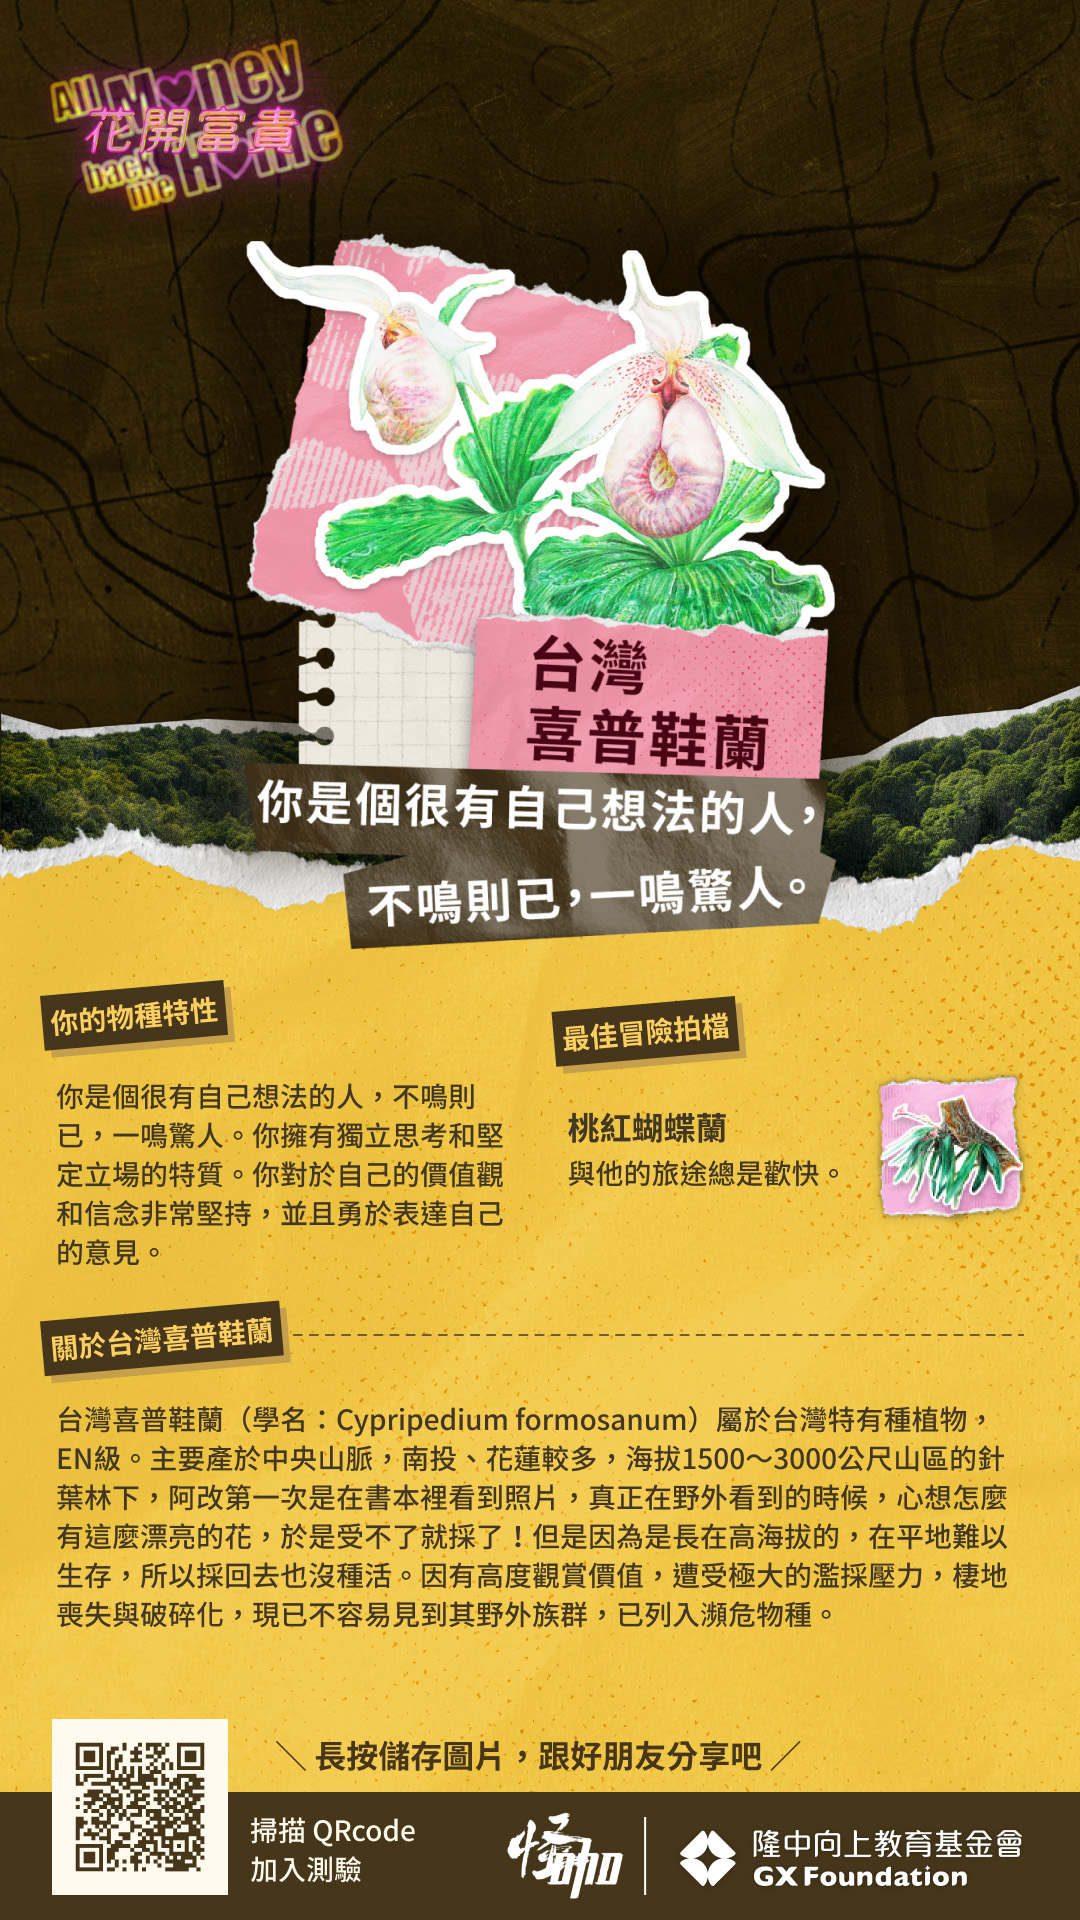 All Money
花開富貴
back me Home
台灣
喜普鞋蘭
你是個很有自己想法的人，
不鳴則已，一鳴驚人。
你的物種特性
你是個很有自己想法的人，不鳴則
已，一鳴驚人。你擁有獨立思考和堅
定立場的特質。你對於自己的價值觀
和信念非常堅持，並且勇於表達自己
的意見。
最佳冒險拍檔
桃紅蝴蝶蘭
與他的旅途總是歡快。
關於台灣喜普鞋蘭
台灣喜普鞋蘭（學名：Cypripedium formosanum）屬於台灣特有種植物，
EN級。主要產於中央山脈，南投、花蓮較多，海拔1500～3000公尺山區的針
葉林下，阿改第一次是在書本裡看到照片，真正在野外看到的時候，心想怎麼
有這麼漂亮的花，於是受不了就採了！但是因為是長在高海拔的，在平地難以
生存，所以採回去也沒種活。因有高度觀賞價值，遭受極大的濫採壓力，棲地
喪失與破碎化，現已不容易見到其野外族群，已列入瀕危物種。
＼ 長按儲存圖片，跟好朋友分享吧 ／
掃描 QRcode
加入測驗
隆中向上教育基金會
GX Foundation